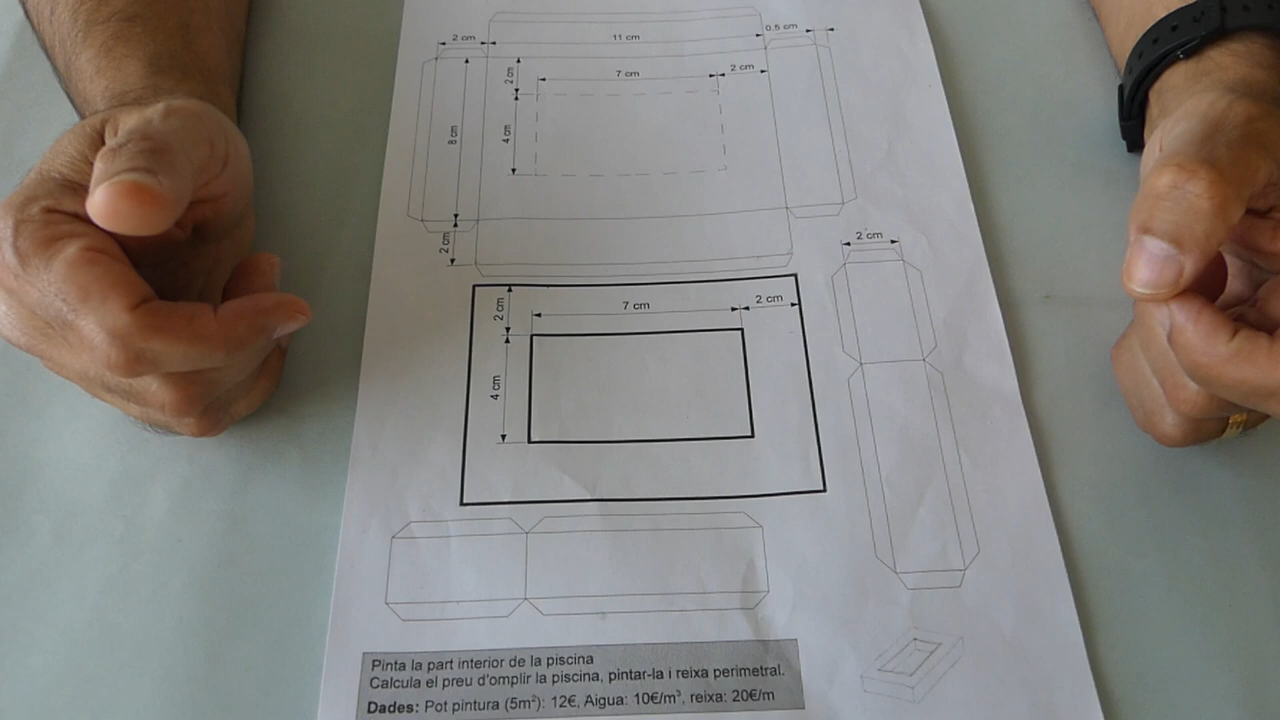 2 cm
11 cm
0.5 cm
2 cm
7 cm
2 cm
8 cm
4 cm
2 cm
2 cm
2 cm
7 cm
2 cm
4 cm
Pinta la part interior de la piscina
Calcula el preu d'omplir la piscina, pintar-la i reixa perimetral.
Dades: Pot pintura (5m²): 12€, Aigua: 10€/m³, reixa: 20€/m